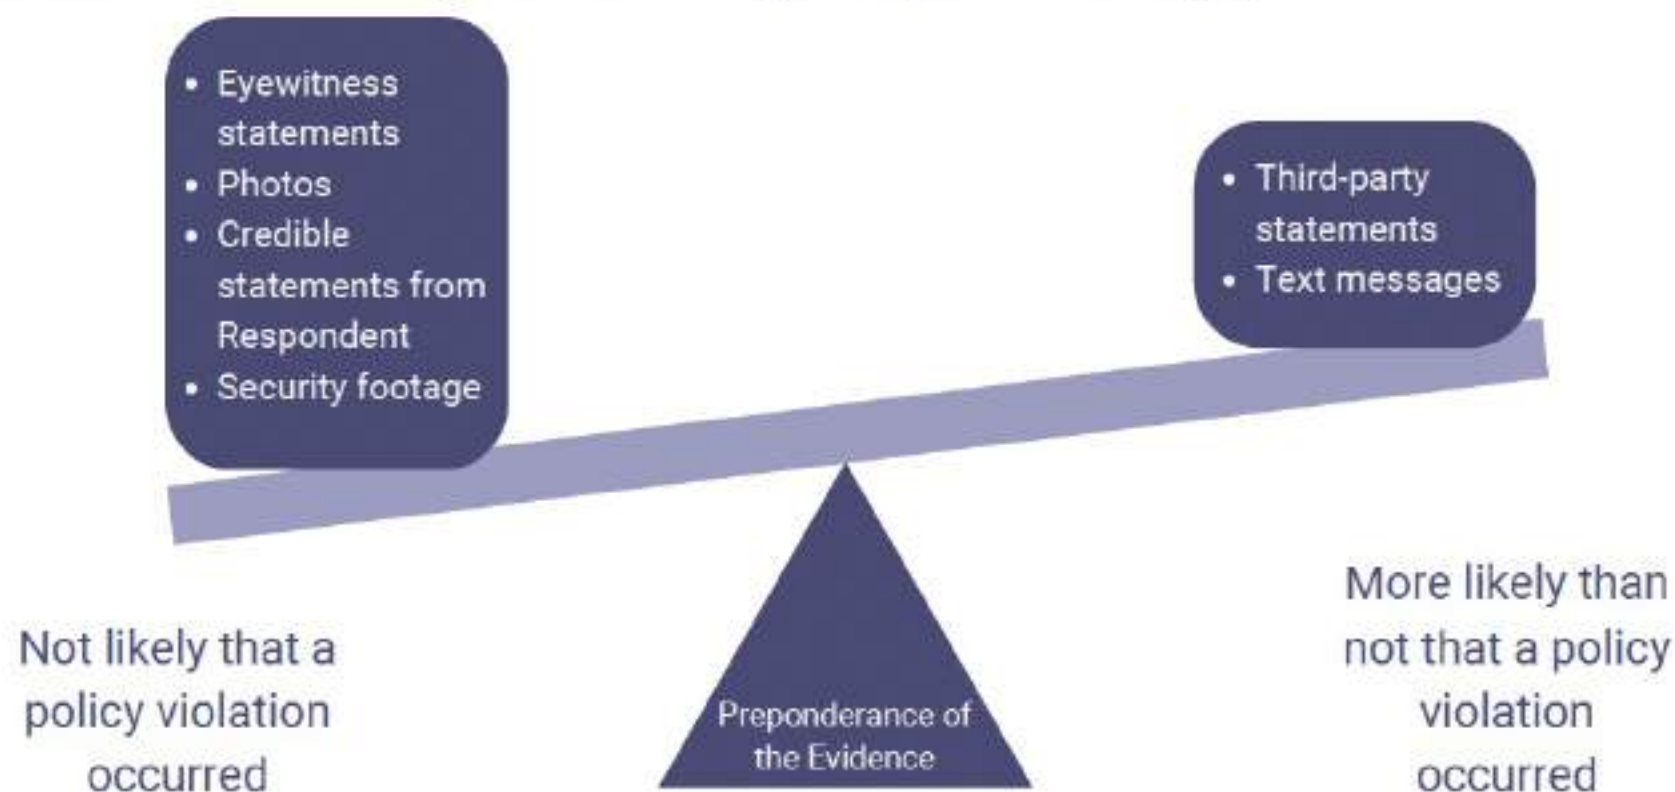 • Eyewitness
statements
• Photos
• Credible
statements from
Respondent
• Security footage
• Third-party
statements
• Text messages
Not likely that a
policy violation
occurred
Preponderance of
the Evidence
More likely than
not that a policy
violation
occurred